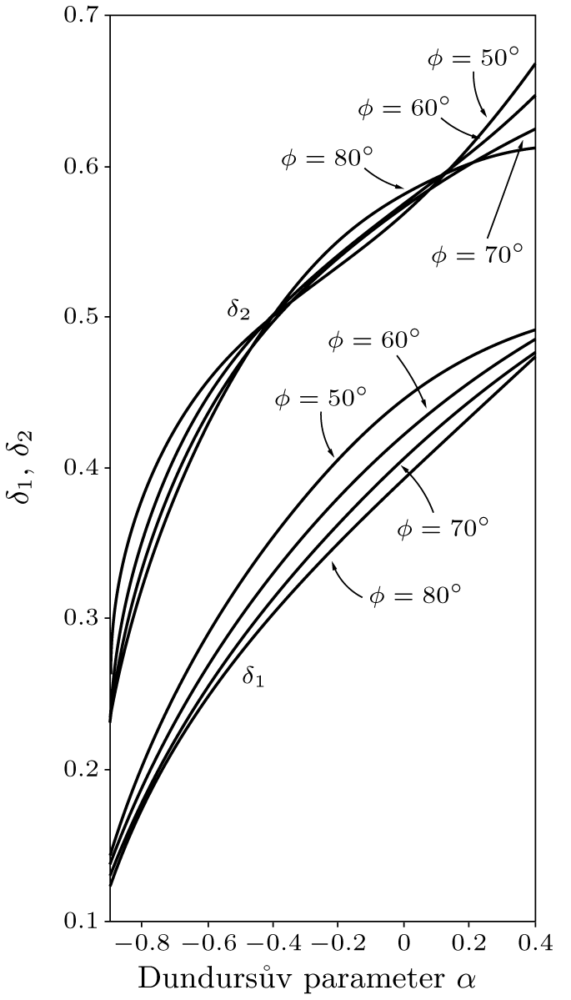 0.7
ϕ = 50°
ϕ = 60°
ϕ = 80°
0.6
ϕ = 70°
δ₂
0.5
ϕ = 60°
ϕ = 50°
δ₁, δ₂
0.4
ϕ = 70°
ϕ = 80°
0.3
δ₁
0.2
0.1
−0.8 −0.6 −0.4 −0.2 0 0.2 0.4
Dundursův parameter α